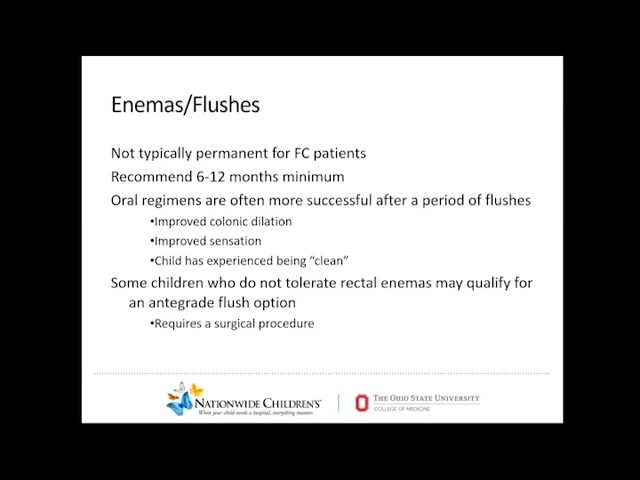 Enemas/Flushes
Not typically permanent for FC patients
Recommend 6-12 months minimum
Oral regimens are often more successful after a period of flushes
•Improved colonic dilation
•Improved sensation
•Child has experienced being “clean”
Some children who do not tolerate rectal enemas may qualify for
an antegrade flush option
•Requires a surgical procedure
NATIONWIDE CHILDREN'S
When your child needs a hospital, everything matters.
THE OHIO STATE UNIVERSITY
COLLEGE OF MEDICINE